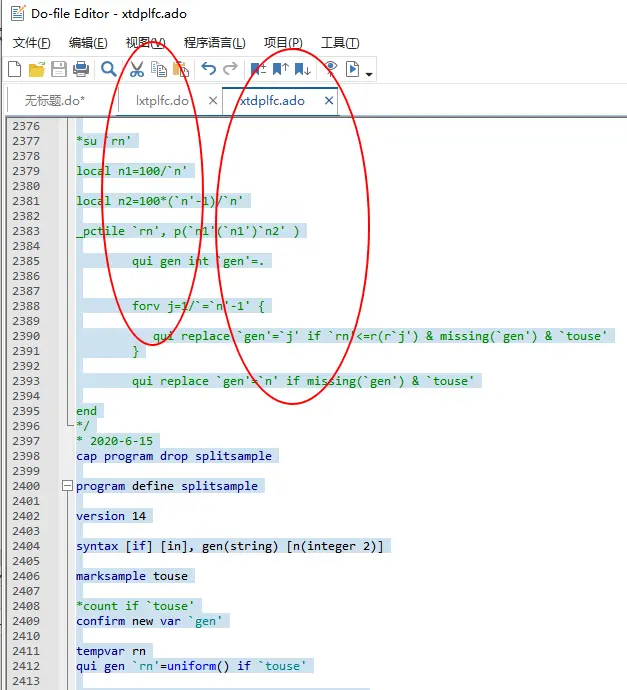 Do-file Editor - xtdplfc.ado
文件(F) 编辑(E) 视图(V) 程序语言(L) 项目(P) 工具(T)
无标题.do* lxtplfc.do xtdplfc.ado
2376
2377 *su `rn'
2378
2379 local n1=100/`n'
2380
2381 local n2=100*(`n'-1)/`n'
2382
2383 _pctile `rn', p(`n1'(`n1')`n2' )
2384
2385 qui gen int `gen'=.
2386
2387
2388 forv j=1/`=`n'-1' {
2389
2390 qui replace `gen'=`j' if `rn'<=r(r`j') & missing(`gen') & `touse'
2391 }
2392
2393 qui replace `gen'=`n' if missing(`gen') & `touse'
2394
2395 end
2396 */
2397 * 2020-6-15
2398 cap program drop splitsample
2399
2400 program define splitsample
2401
2402 version 14
2403
2404 syntax [if] [in], gen(string) [n(integer 2)]
2405
2406 marksample touse
2407
2408 *count if `touse'
2409 confirm new var `gen'
2410
2411 tempvar rn
2412 qui gen `rn'=uniform() if `touse'
2413